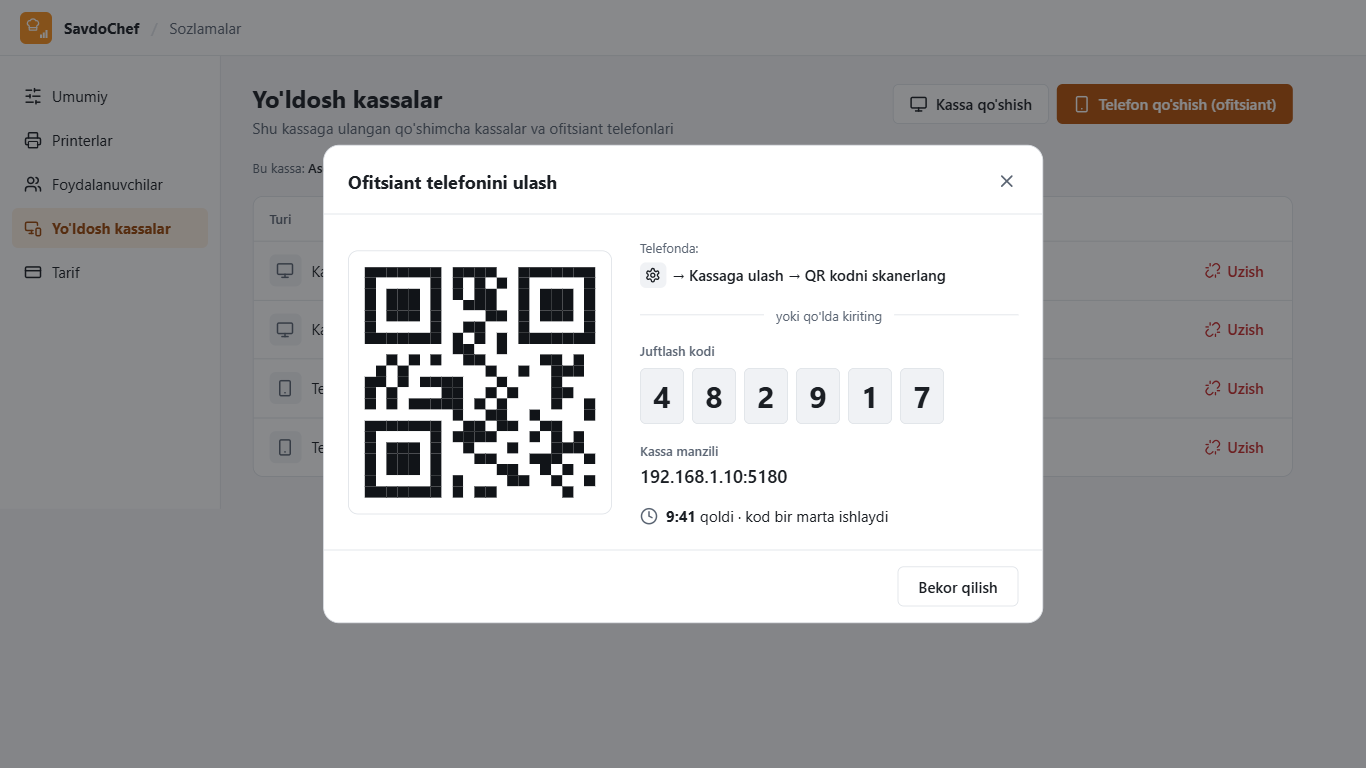 SavdoChef / Sozlamalar
Umumiy
Printerlar
Foydalanuvchilar
Yo'ldosh kassalar
Tarif
Yo'ldosh kassalar
Shu kassaga ulangan qo'shimcha kassalar va ofitsiant telefonlari
Kassa qo'shish
Telefon qo'shish (ofitsiant)
Bu kassa:
Turi
Uzish
Uzish
Uzish
Uzish
Ofitsiant telefonini ulash
Telefonda:
→ Kassaga ulash → QR kodni skanerlang
yoki qo'lda kiriting
Juftlash kodi
4 8 2 9 1 7
Kassa manzili
192.168.1.10:5180
9:41 qoldi · kod bir marta ishlaydi
Bekor qilish